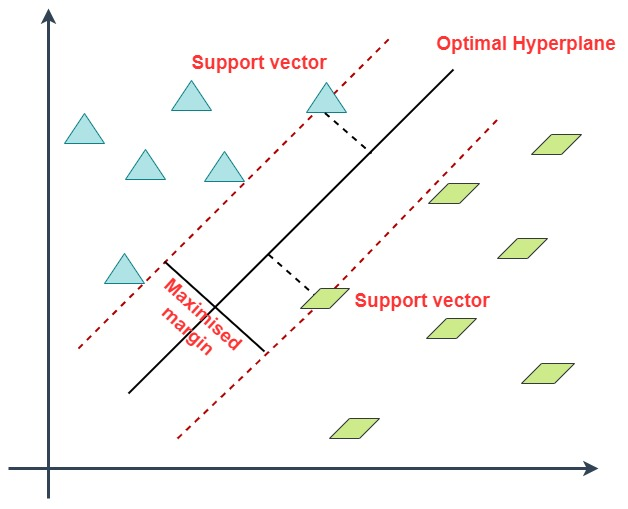 Optimal Hyperplane
Support vector
Support vector
Maximised
margin